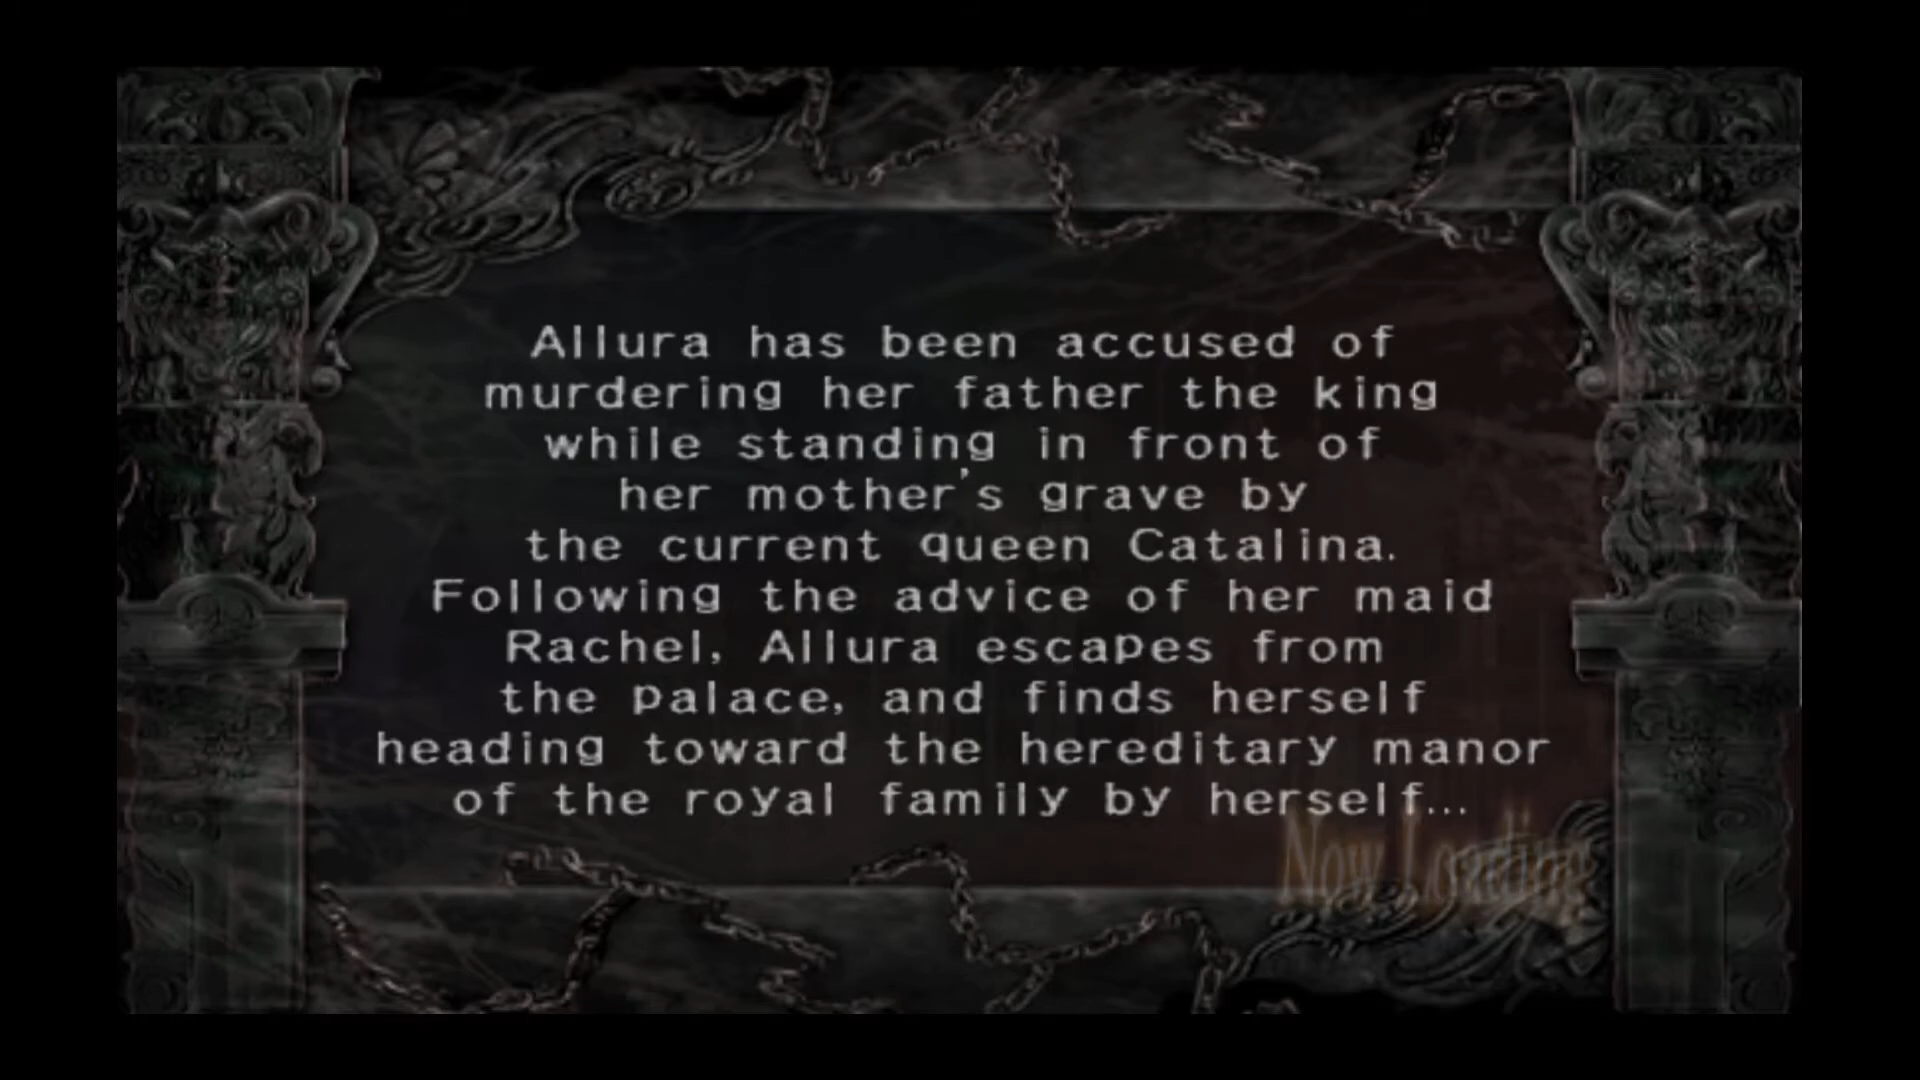 Allura has been accused of
murdering her father the king
while standing in front of
her mother's grave by
the current queen Catalina.
Following the advice of her maid
Rachel, Allura escapes from
the palace, and finds herself
heading toward the hereditary manor
of the royal family by herself...
Now Loading